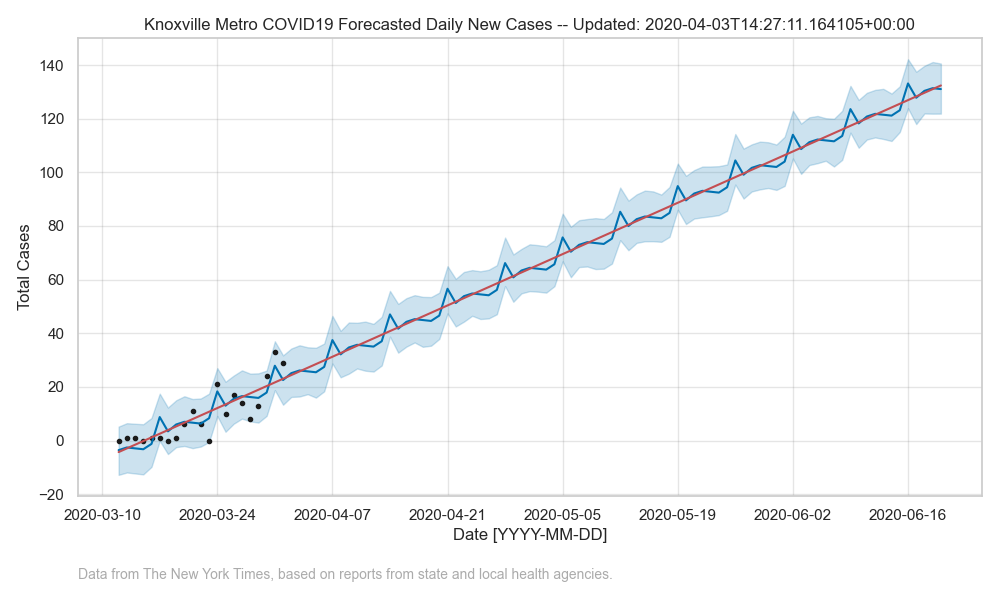 Knoxville Metro COVID19 Forecasted Daily New Cases -- Updated: 2020-04-03T14:27:11.164105+00:00
Total Cases
140
120
100
80
60
40
20
0
−20
2020-03-10 2020-03-24 2020-04-07 2020-04-21 2020-05-05 2020-05-19 2020-06-02 2020-06-16
Date [YYYY-MM-DD]
Data from The New York Times, based on reports from state and local health agencies.